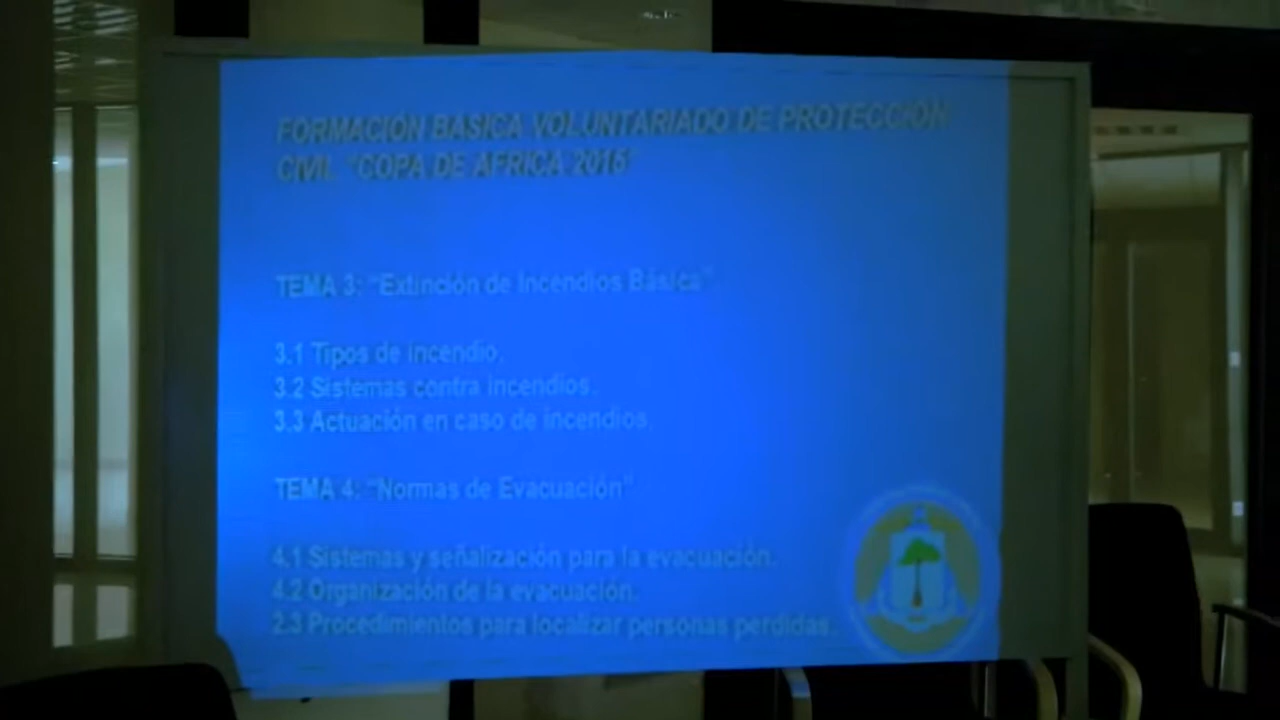 FORMACIÓN BASICA VOLUNTARIADO DE PROTECCIÓN
CIVIL "COPA DE AFRICA 2015"
TEMA 3: "Extinción de Incendios Básica".
3.1 Tipos de incendio.
3.2 Sistemas contra incendios.
3.3 Actuación en caso de incendios.
TEMA 4: "Normas de Evacuación"
4.1 Sistemas y señalización para la evacuación.
4.2 Organización de la evacuación.
2.3 Procedimientos para localizar personas perdidas.